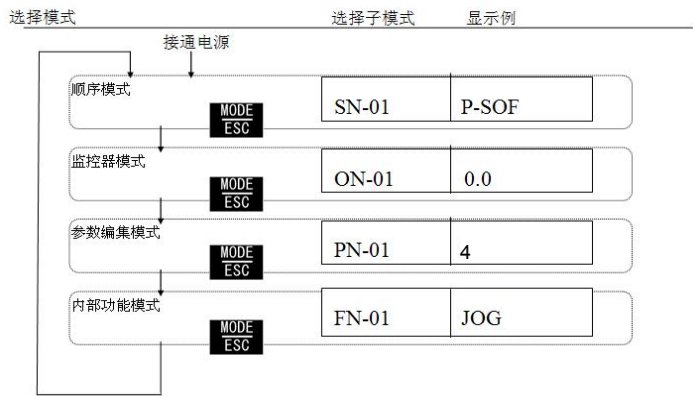 选择模式 选择子模式 显示例
接通电源
顺序模式
MODE
ESC
SN-01 P-SOF
监控器模式
MODE
ESC
ON-01 0.0
参数编集模式
MODE
ESC
PN-01 4
内部功能模式
MODE
ESC
FN-01 JOG